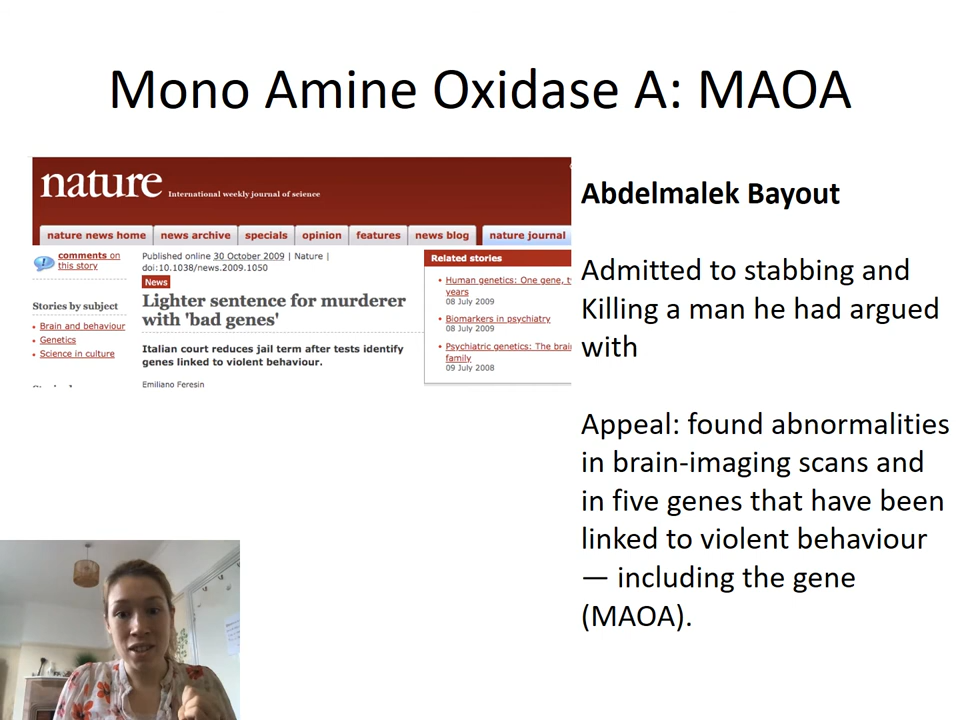 Mono Amine Oxidase A: MAOA
nature International weekly journal of science
nature news home news archive specials opinion features news blog nature journal
comments on
this story
Stories by subject
Brain and behaviour
Genetics
Science in culture
Published online 30 October 2009 | Nature |
doi:10.1038/news.2009.1050
News
Lighter sentence for murderer
with 'bad genes'
Italian court reduces jail term after tests identify
genes linked to violent behaviour.
Emiliano Feresin
Related stories
Human genetics: One gene,
years
08 July 2009
Biomarkers in psychiatry
08 July 2009
Psychiatric genetics: The brai
family
09 July 2008
Abdelmalek Bayout
Admitted to stabbing and
Killing a man he had argued
with
Appeal: found abnormalities
in brain-imaging scans and
in five genes that have been
linked to violent behaviour
— including the gene
(MAOA).